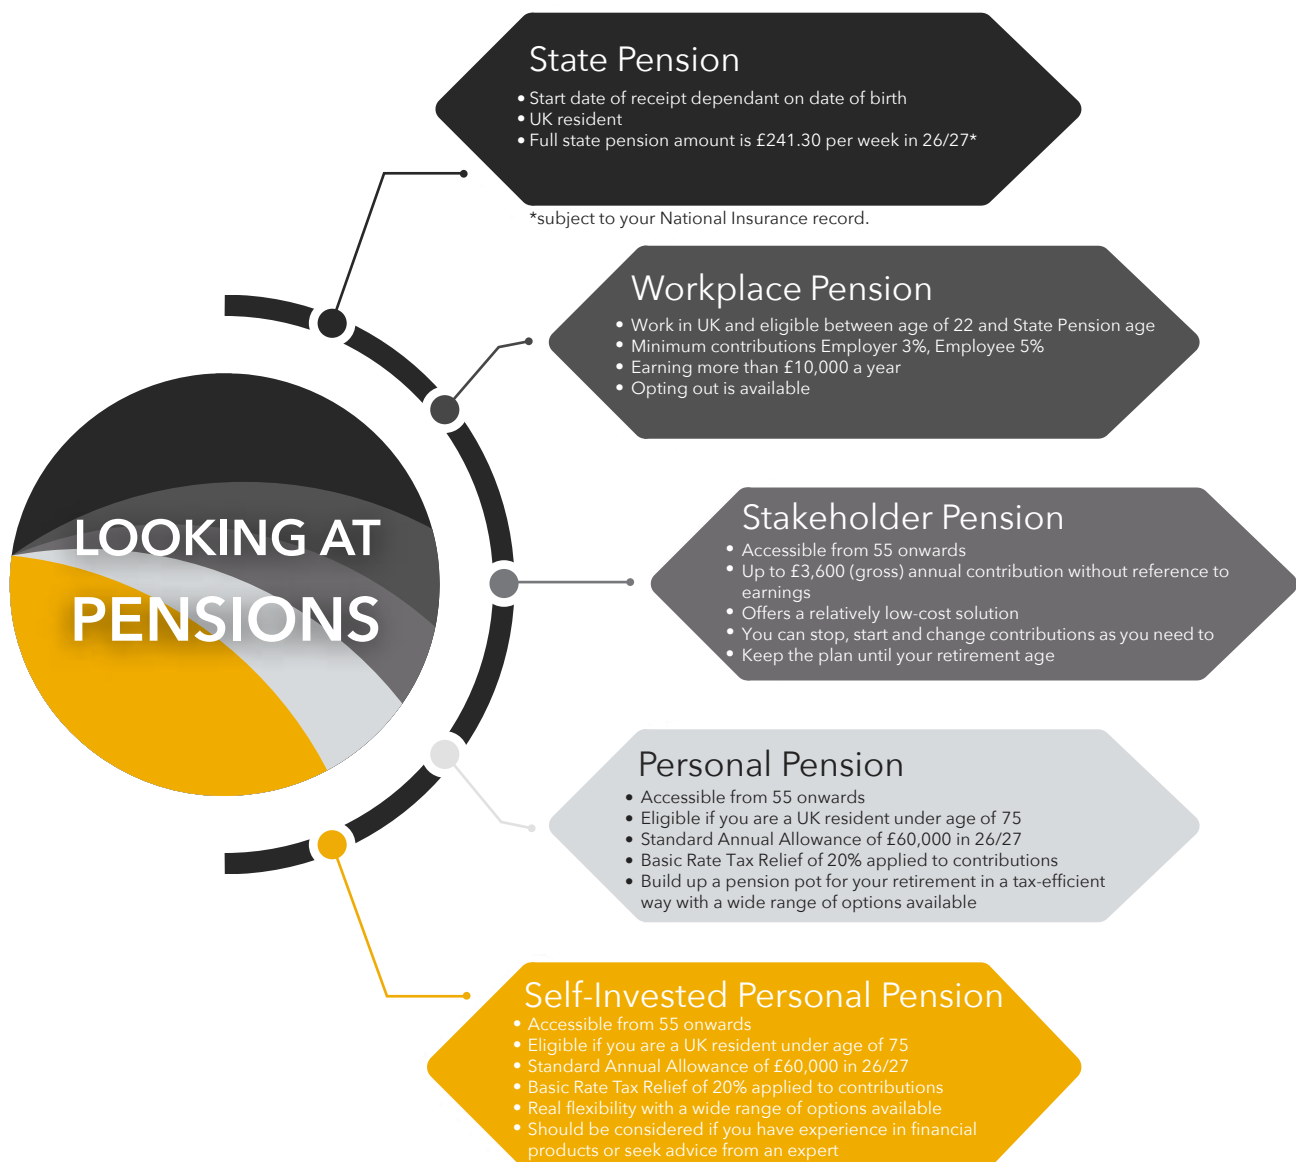 State Pension
• Start date of receipt dependant on date of birth
• UK resident
• Full state pension amount is £241.30 per week in 26/27*
*subject to your National Insurance record.
Workplace Pension
• Work in UK and eligible between age of 22 and State Pension age
• Minimum contributions Employer 3%, Employee 5%
• Earning more than £10,000 a year
• Opting out is available
LOOKING AT
PENSIONS
Stakeholder Pension
• Accessible from 55 onwards
• Up to £3,600 (gross) annual contribution without reference to
earnings
• Offers a relatively low-cost solution
• You can stop, start and change contributions as you need to
• Keep the plan until your retirement age
Personal Pension
• Accessible from 55 onwards
• Eligible if you are a UK resident under age of 75
• Standard Annual Allowance of £60,000 in 26/27
• Basic Rate Tax Relief of 20% applied to contributions
• Build up a pension pot for your retirement in a tax-efficient
way with a wide range of options available
Self-Invested Personal Pension
• Accessible from 55 onwards
• Eligible if you are a UK resident under age of 75
• Standard Annual Allowance of £60,000 in 26/27
• Basic Rate Tax Relief of 20% applied to contributions
• Real flexibility with a wide range of options available
• Should be considered if you have experience in financial
products or seek advice from an expert